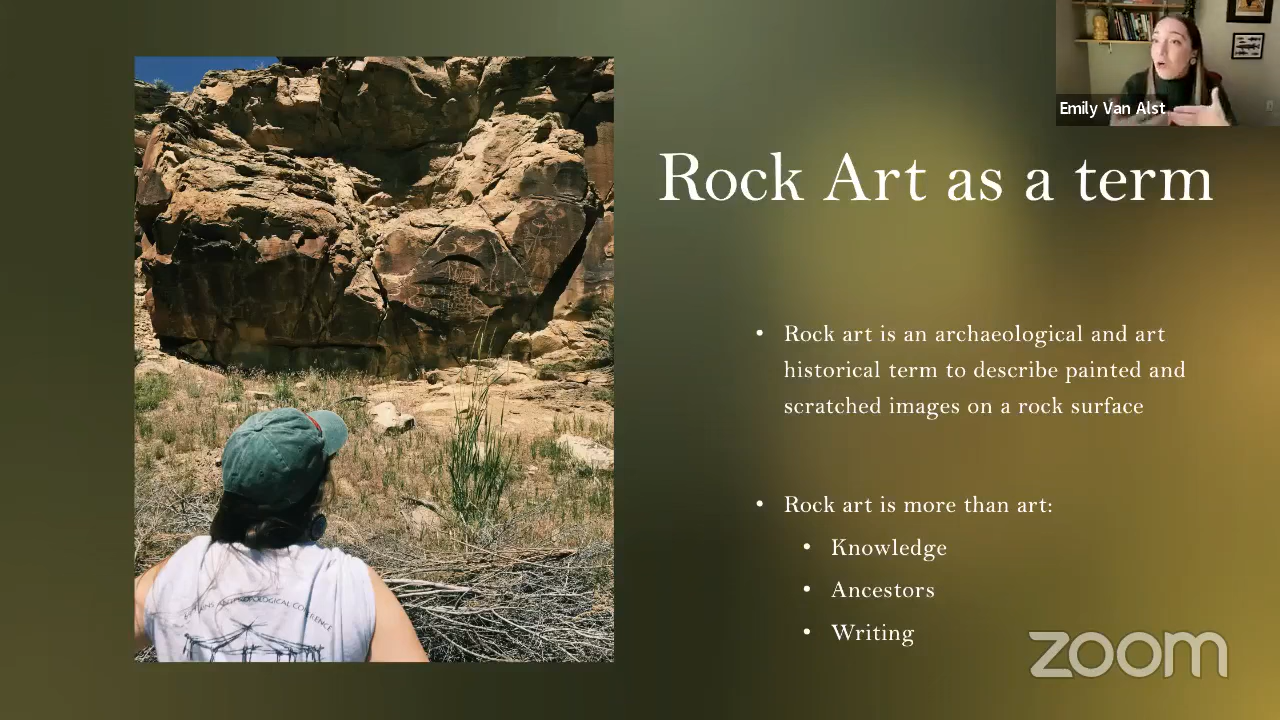 Emily Van Alst
Rock Art as a term
• Rock art is an archaeological and art
historical term to describe painted and
scratched images on a rock surface
• Rock art is more than art:
• Knowledge
• Ancestors
• Writing
zoom